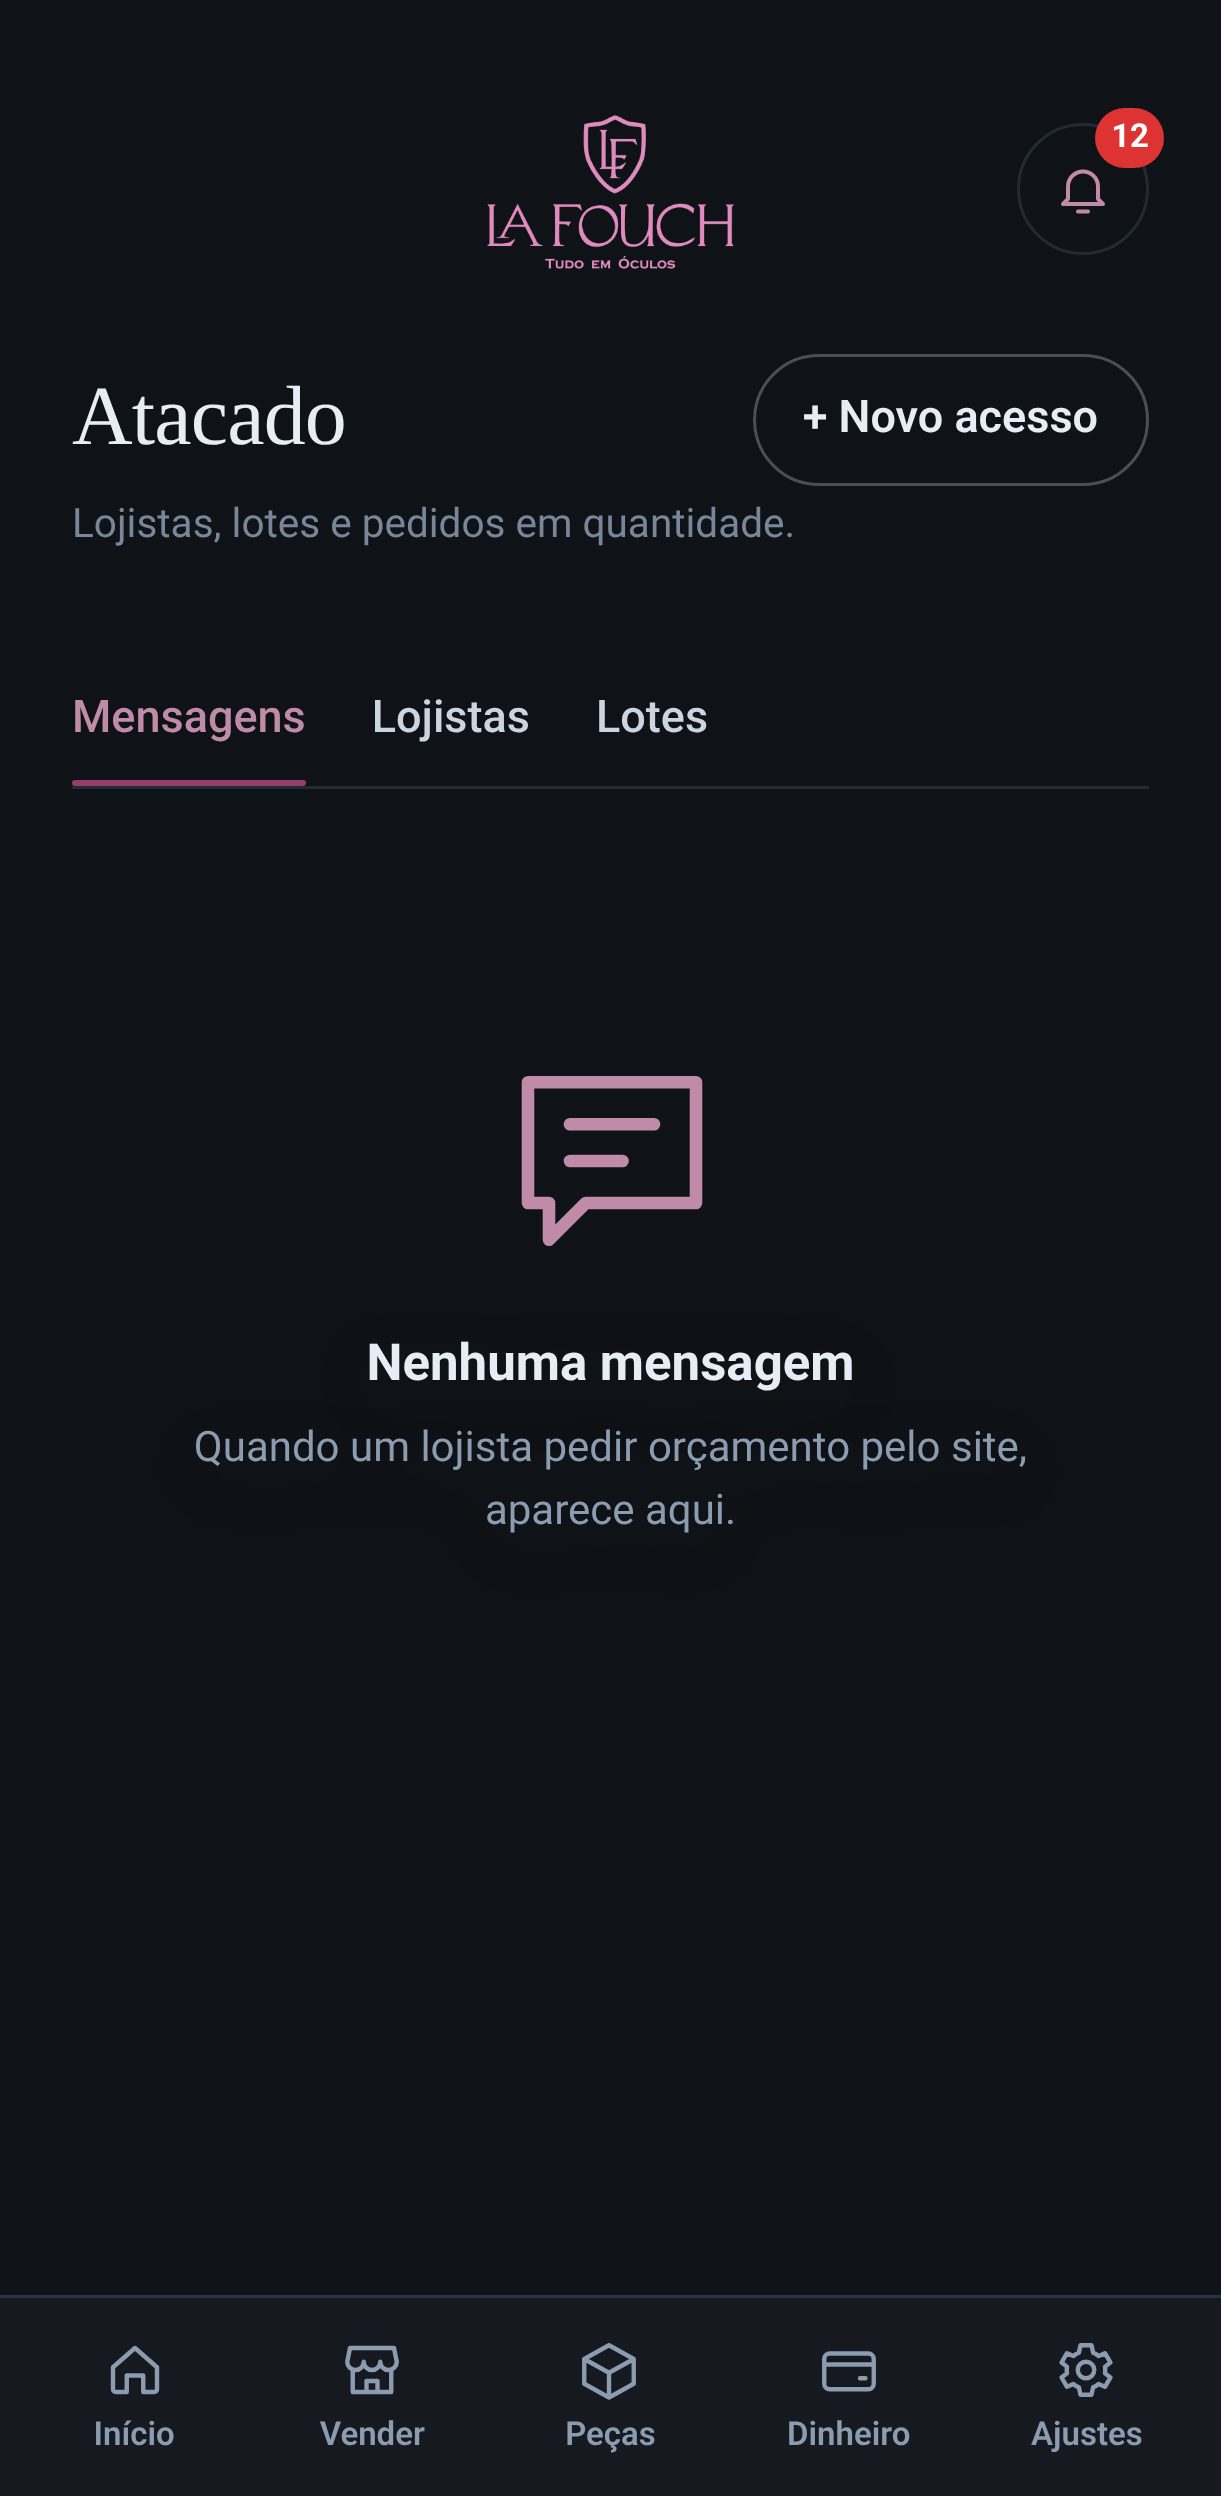 LF
LA FOUCH
TUDO EM ÓCULOS
12
Atacado
+ Novo acesso
Lojistas, lotes e pedidos em quantidade.
Mensagens Lojistas Lotes
Nenhuma mensagem
Quando um lojista pedir orçamento pelo site,
aparece aqui.
Início Vender Peças Dinheiro Ajustes